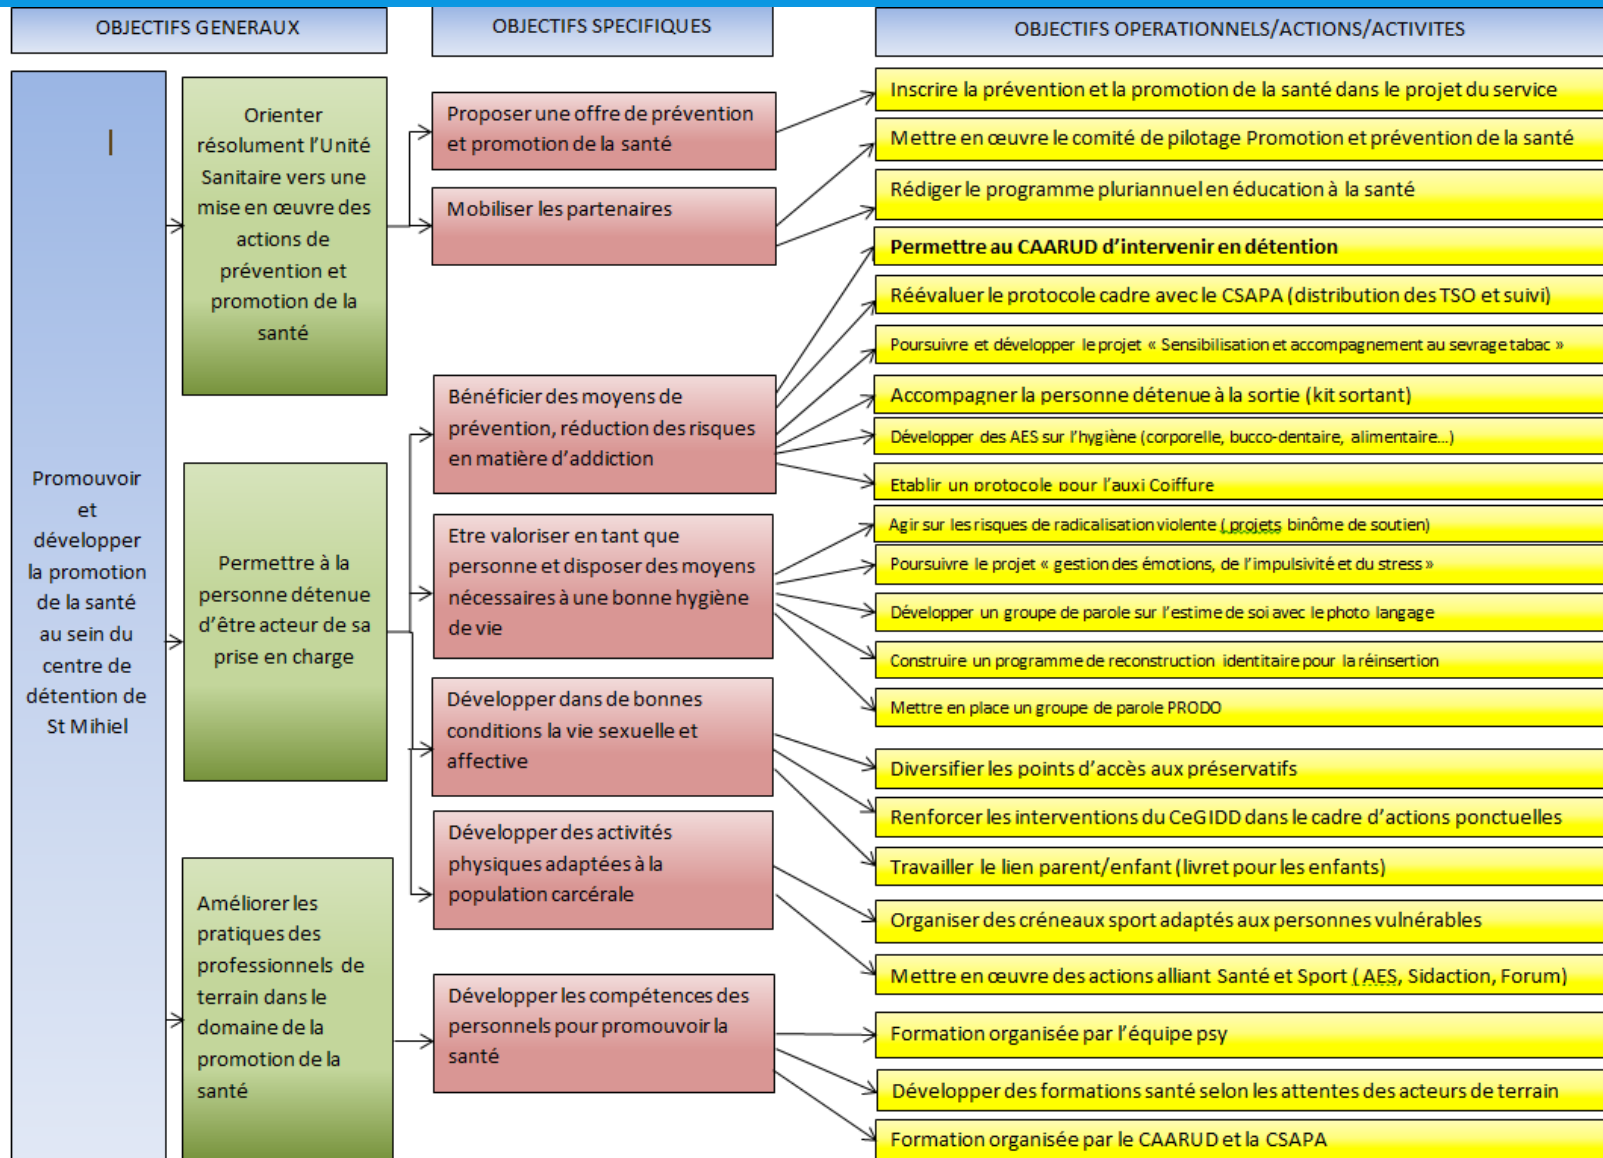 OBJECTIFS GENERAUX
OBJECTIFS SPECIFIQUES
OBJECTIFS OPERATIONNELS/ACTIONS/ACTIVITES
Promouvoir
et
développer
la promotion
de la santé
au sein du
centre de
détention de
St Mihiel
Orienter
résolument l’Unité
Sanitaire vers une
mise en œuvre des
actions de
prévention et
promotion de la
santé
Permettre à la
personne détenue
d’être acteur de sa
prise en charge
Améliorer les
pratiques des
professionnels de
terrain dans le
domaine de la
promotion de la
santé
Proposer une offre de prévention
et promotion de la santé
Mobiliser les partenaires
Bénéficier des moyens de
prévention, réduction des risques
en matière d’addiction
Etre valoriser en tant que
personne et disposer des moyens
nécessaires à une bonne hygiène
de vie
Développer dans de bonnes
conditions la vie sexuelle et
affective
Développer des activités
physiques adaptées à la
population carcérale
Développer les compétences des
personnels pour promouvoir la
santé
Inscrire la prévention et la promotion de la santé dans le projet du service
Mettre en œuvre le comité de pilotage Promotion et prévention de la santé
Rédiger le programme pluriannuel en éducation à la santé
Permettre au CAARUD d’intervenir en détention
Réévaluer le protocole cadre avec le CSAPA (distribution des TSO et suivi)
Poursuivre et développer le projet « Sensibilisation et accompagnement au sevrage tabac »
Accompagner la personne détenue à la sortie (kit sortant)
Développer des AES sur l’hygiène (corporelle, bucco-dentaire, alimentaire...)
Etablir un protocole pour l’auxi Coiffure
Agir sur les risques de radicalisation violente ( projets binôme de soutien)
Poursuivre le projet « gestion des émotions, de l’impulsivité et du stress »
Développer un groupe de parole sur l’estime de soi avec le photo langage
Construire un programme de reconstruction identitaire pour la réinsertion
Mettre en place un groupe de parole PRODO
Diversifier les points d’accès aux préservatifs
Renforcer les interventions du CeGIDD dans le cadre d’actions ponctuelles
Travailler le lien parent/enfant (livret pour les enfants)
Organiser des créneaux sport adaptés aux personnes vulnérables
Mettre en œuvre des actions alliant Santé et Sport ( AES, Sidaction, Forum)
Formation organisée par l’équipe psy
Développer des formations santé selon les attentes des acteurs de terrain
Formation organisée par le CAARUD et la CSAPA